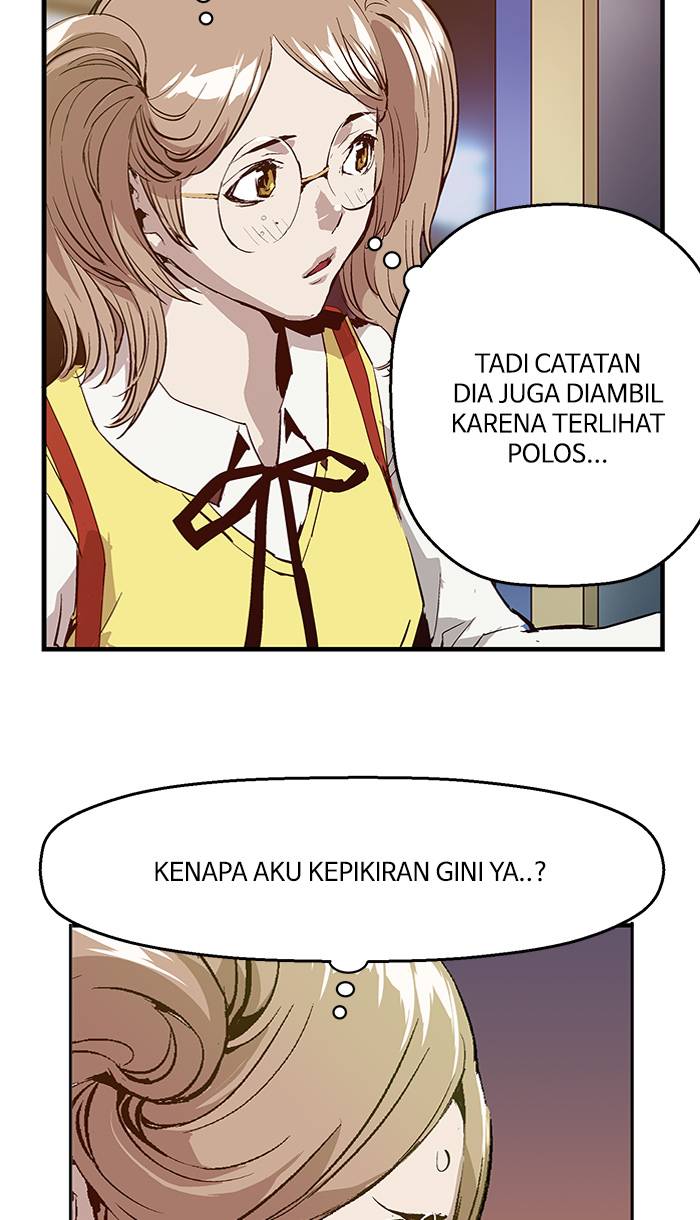 TADI CATATAN
DIA JUGA DIAMBIL
KARENA TERLIHAT
POLOS...
KENAPA AKU KEPIKIRAN GINI YA..?